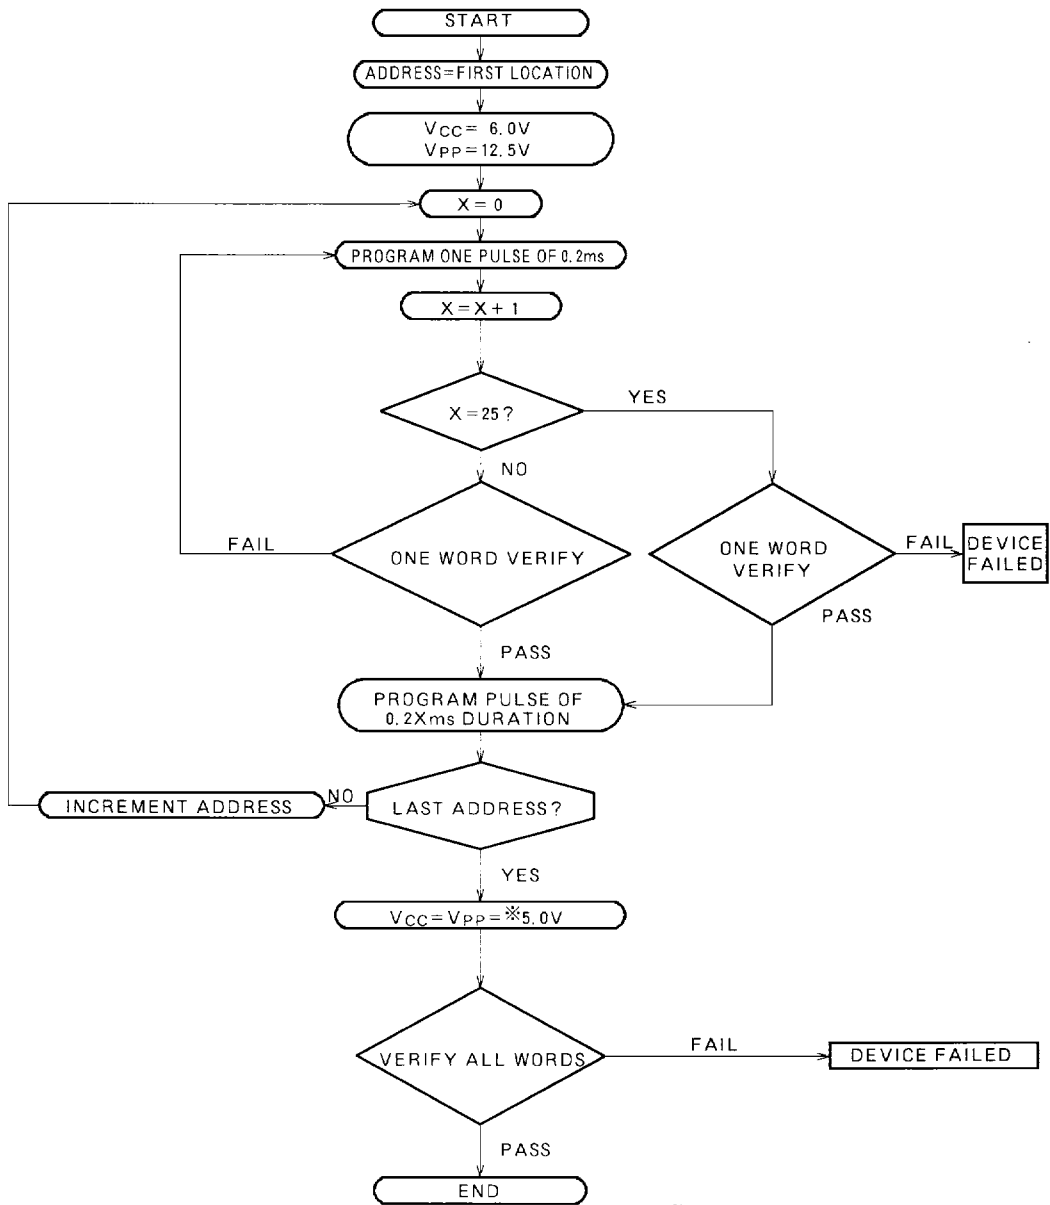 START
ADDRESS=FIRST LOCATION
VCC= 6.0V
VPP=12.5V
X=0
PROGRAM ONE PULSE OF 0.2ms
X=X+1
X=25?
YES
NO
ONE WORD VERIFY
FAIL
ONE WORD
VERIFY
FAIL
DEVICE
FAILED
PASS
PASS
PROGRAM PULSE OF
0.2Xms DURATION
LAST ADDRESS?
NO
INCREMENT ADDRESS
YES
VCC=VPP=※5.0V
VERIFY ALL WORDS
FAIL
DEVICE FAILED
PASS
END